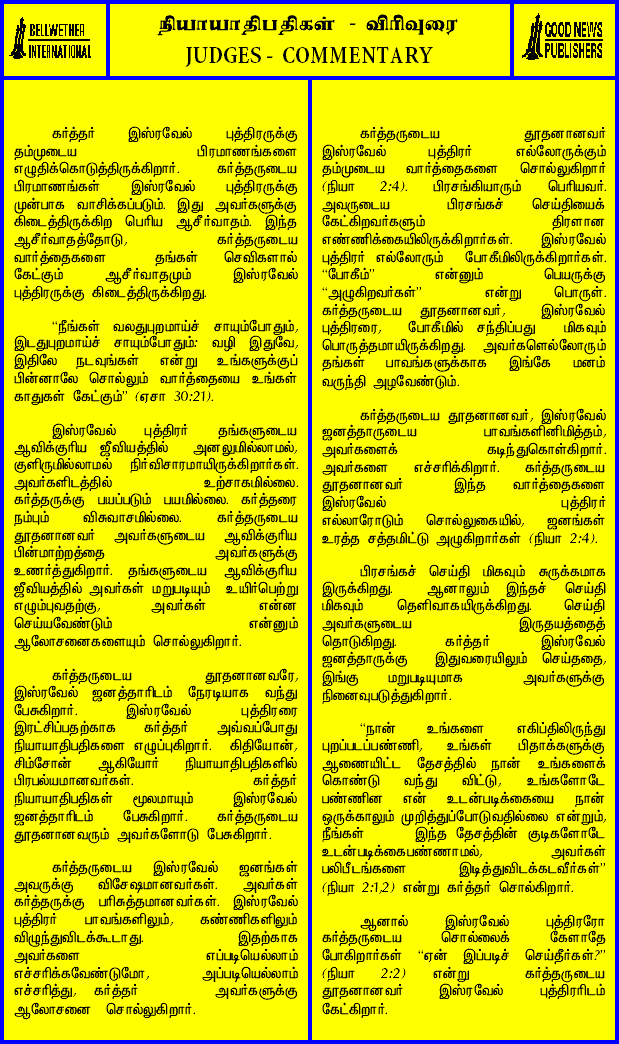 BELLWETHER
INTERNATIONAL
நியாயாதிபதிகள் - விரிவுரை
JUDGES - COMMENTARY
GOOD NEWS
PUBLISHERS
கர்த்தர் இஸ்ரவேல் புத்திரருக்கு
தம்முடைய பிரமாணங்களை
எழுதிக்கொடுத்திருக்கிறார். கர்த்தருடைய
பிரமாணங்கள் இஸ்ரவேல் புத்திரருக்கு
முன்பாக வாசிக்கப்படும். இது அவர்களுக்கு
கிடைத்திருக்கிற பெரிய ஆசீர்வாதம். இந்த
ஆசீர்வாதத்தோடு, கர்த்தருடைய
வார்த்தைகளை தங்கள் செவிகளால்
கேட்கும் ஆசீர்வாதமும் இஸ்ரவேல்
புத்திரருக்கு கிடைத்திருக்கிறது.
“நீங்கள் வலதுபுறமாய்ச் சாயும்போதும்,
இடதுபுறமாய்ச் சாயும்போதும்: வழி இதுவே,
இதிலே நடவுங்கள் என்று உங்களுக்குப்
பின்னாலே சொல்லும் வார்த்தையை உங்கள்
காதுகள் கேட்கும்” (ஏசா 30:21).
இஸ்ரவேல் புத்திரர் தங்களுடைய
ஆவிக்குரிய ஜீவியத்தில் அனலுமில்லாமல்,
குளிருமில்லாமல் நிர்விசாரமாயிருக்கிறார்கள்.
அவர்களிடத்தில் உற்சாகமில்லை.
கர்த்தருக்கு பயப்படும் பயமில்லை. கர்த்தரை
நம்பும் விசுவாசமில்லை. கர்த்தருடைய
தூதனானவர் அவர்களுடைய ஆவிக்குரிய
பின்மாற்றத்தை அவர்களுக்கு
உணர்த்துகிறார். தங்களுடைய ஆவிக்குரிய
ஜீவியத்தில் அவர்கள் மறுபடியும் உயிர்பெற்று
எழும்புவதற்கு, அவர்கள் என்ன
செய்யவேண்டும் என்னும்
ஆலோசனைகளையும் சொல்லுகிறார்.
கர்த்தருடைய தூதனானவரே,
இஸ்ரவேல் ஜனத்தாரிடம் நேரடியாக வந்து
பேசுகிறார். இஸ்ரவேல் புத்திரரை
இரட்சிப்பதற்காக கர்த்தர் அவ்வப்போது
நியாயாதிபதிகளை எழுப்புகிறார். கிதியோன்,
சிம்சோன் ஆகியோர் நியாயாதிபதிகளில்
பிரபல்யமானவர்கள். கர்த்தர்
நியாயாதிபதிகள் மூலமாயும் இஸ்ரவேல்
ஜனத்தாரிடம் பேசுகிறார். கர்த்தருடைய
தூதனானவரும் அவர்களோடு பேசுகிறார்.
கர்த்தருடைய இஸ்ரவேல் ஜனங்கள்
அவருக்கு விசேஷமானவர்கள். அவர்கள்
கர்த்தருக்கு பரிசுத்தமானவர்கள். இஸ்ரவேல்
புத்திரர் பாவங்களிலும், கண்ணிகளிலும்
விழுந்துவிடக்கூடாது. இதற்காக
அவர்களை எப்படியெல்லாம்
எச்சரிக்கவேண்டுமோ, அப்படியெல்லாம்
எச்சரித்து, கர்த்தர் அவர்களுக்கு
ஆலோசனை சொல்லுகிறார்.
கர்த்தருடைய தூதனானவர்
இஸ்ரவேல் புத்திரர் எல்லோருக்கும்
தம்முடைய வார்த்தைகளை சொல்லுகிறார்
(நியா 2:4). பிரசங்கியாரும் பெரியவர்.
அவருடைய பிரசங்கச் செய்தியைக்
கேட்கிறவர்களும் திரளான
எண்ணிக்கையிலிருக்கிறார்கள். இஸ்ரவேல்
புத்திரர் எல்லோரும் போகீமிலிருக்கிறார்கள்.
“போகீம்” என்னும் பெயருக்கு
“அழுகிறவர்கள்” என்று பொருள்.
கர்த்தருடைய தூதனானவர், இஸ்ரவேல்
புத்திரரை, போகீமில் சந்திப்பது மிகவும்
பொருத்தமாயிருக்கிறது. அவர்களெல்லோரும்
தங்கள் பாவங்களுக்காக இங்கே மனம்
வருந்தி அழவேண்டும்.
கர்த்தருடைய தூதனானவர், இஸ்ரவேல்
ஜனத்தாருடைய பாவங்களினிமித்தம்,
அவர்களைக் கடிந்துகொள்கிறார்.
அவர்களை எச்சரிக்கிறார். கர்த்தருடைய
தூதனானவர் இந்த வார்த்தைகளை
இஸ்ரவேல் புத்திரர்
எல்லாரோடும் சொல்லுகையில், ஜனங்கள்
உரத்த சத்தமிட்டு அழுகிறார்கள் (நியா 2:4).
பிரசங்கச் செய்தி மிகவும் சுருக்கமாக
இருக்கிறது. ஆனாலும் இந்தச் செய்தி
மிகவும் தெளிவாகயிருக்கிறது. செய்தி
அவர்களுடைய இருதயத்தைத்
தொடுகிறது. கர்த்தர் இஸ்ரவேல்
ஜனத்தாருக்கு இதுவரையிலும் செய்ததை,
இங்கு மறுபடியுமாக அவர்களுக்கு
நினைவுபடுத்துகிறார்.
“நான் உங்களை எகிப்திலிருந்து
புறப்படப்பண்ணி, உங்கள் பிதாக்களுக்கு
ஆணையிட்ட தேசத்தில் நான் உங்களைக்
கொண்டு வந்து விட்டு, உங்களோடே
பண்ணின என் உடன்படிக்கையை நான்
ஒருக்காலும் முறித்துப்போடுவதில்லை என்றும்,
நீங்கள் இந்த தேசத்தின் குடிகளோடே
உடன்படிக்கைபண்ணாமல், அவர்கள்
பலிபீடங்களை இடித்துவிடக்கடவீர்கள்”
(நியா 2:1,2) என்று கர்த்தர் சொல்கிறார்.
ஆனால் இஸ்ரவேல் புத்திரரோ
கர்த்தருடைய சொல்லைக் கேளாதே
போகிறார்கள் “ஏன் இப்படிச் செய்தீர்கள்?”
(நியா 2:2) என்று கர்த்தருடைய
தூதனானவர் இஸ்ரவேல் புத்திரரிடம்
கேட்கிறார்.